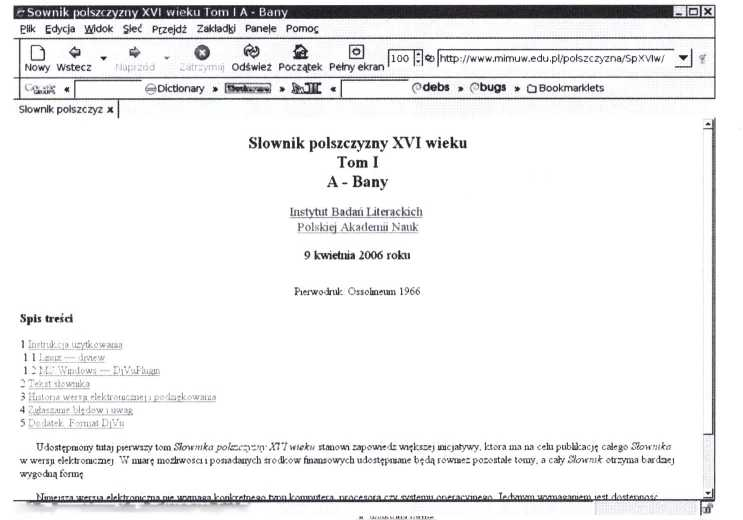 Słownik polszczyzny XVI wieku Tom I A - Bany
Plik Edycja Widok Sieć Przejdź Zakładki Panele Pomoc
Nowy Wstecz Naprzód Zatrzymaj Odśwież Początek Pełny ekran 100 http://www.mimuw.edu.pl/polszczyzna/SpXVIw/
« Dictionary » » « debs » bugs » Bookmarklets
Słownik polszczyz x
Słownik polszczyzny XVI wieku
Tom I
A - Bany
Instytut Badań Literackich
Polskiej Akademii Nauk
9 kwietnia 2006 roku
Pierwodruk: Ossolineum 1966
Spis treści
1 Instrukcja użytkowania
1.1 Linux — djview
1.2 MS Windows — DjVuPlugin
2 Tekst słownika
3 Historia wersji elektronicznej i podziękowania
4 Zgłaszanie błędów i uwag
5 Dodatek. Format DjVu
Udostępniony tutaj pierwszy tom Słownika polszczyzny XVI wieku stanowi zapowiedź większej inicjatywy, która ma na celu publikację całego Słownika
w wersji elektronicznej. W miarę możliwości i posiadanych środków finansowych udostępniane będą również pozostałe tomy, a cały Słownik otrzyma bardziej
wygodną formę.
Niniejsza wersja elektroniczna nie wymaga konkretnego typu komputera, procesora czy systemu operacyjnego. Jedynym wymaganiem jest dostępność